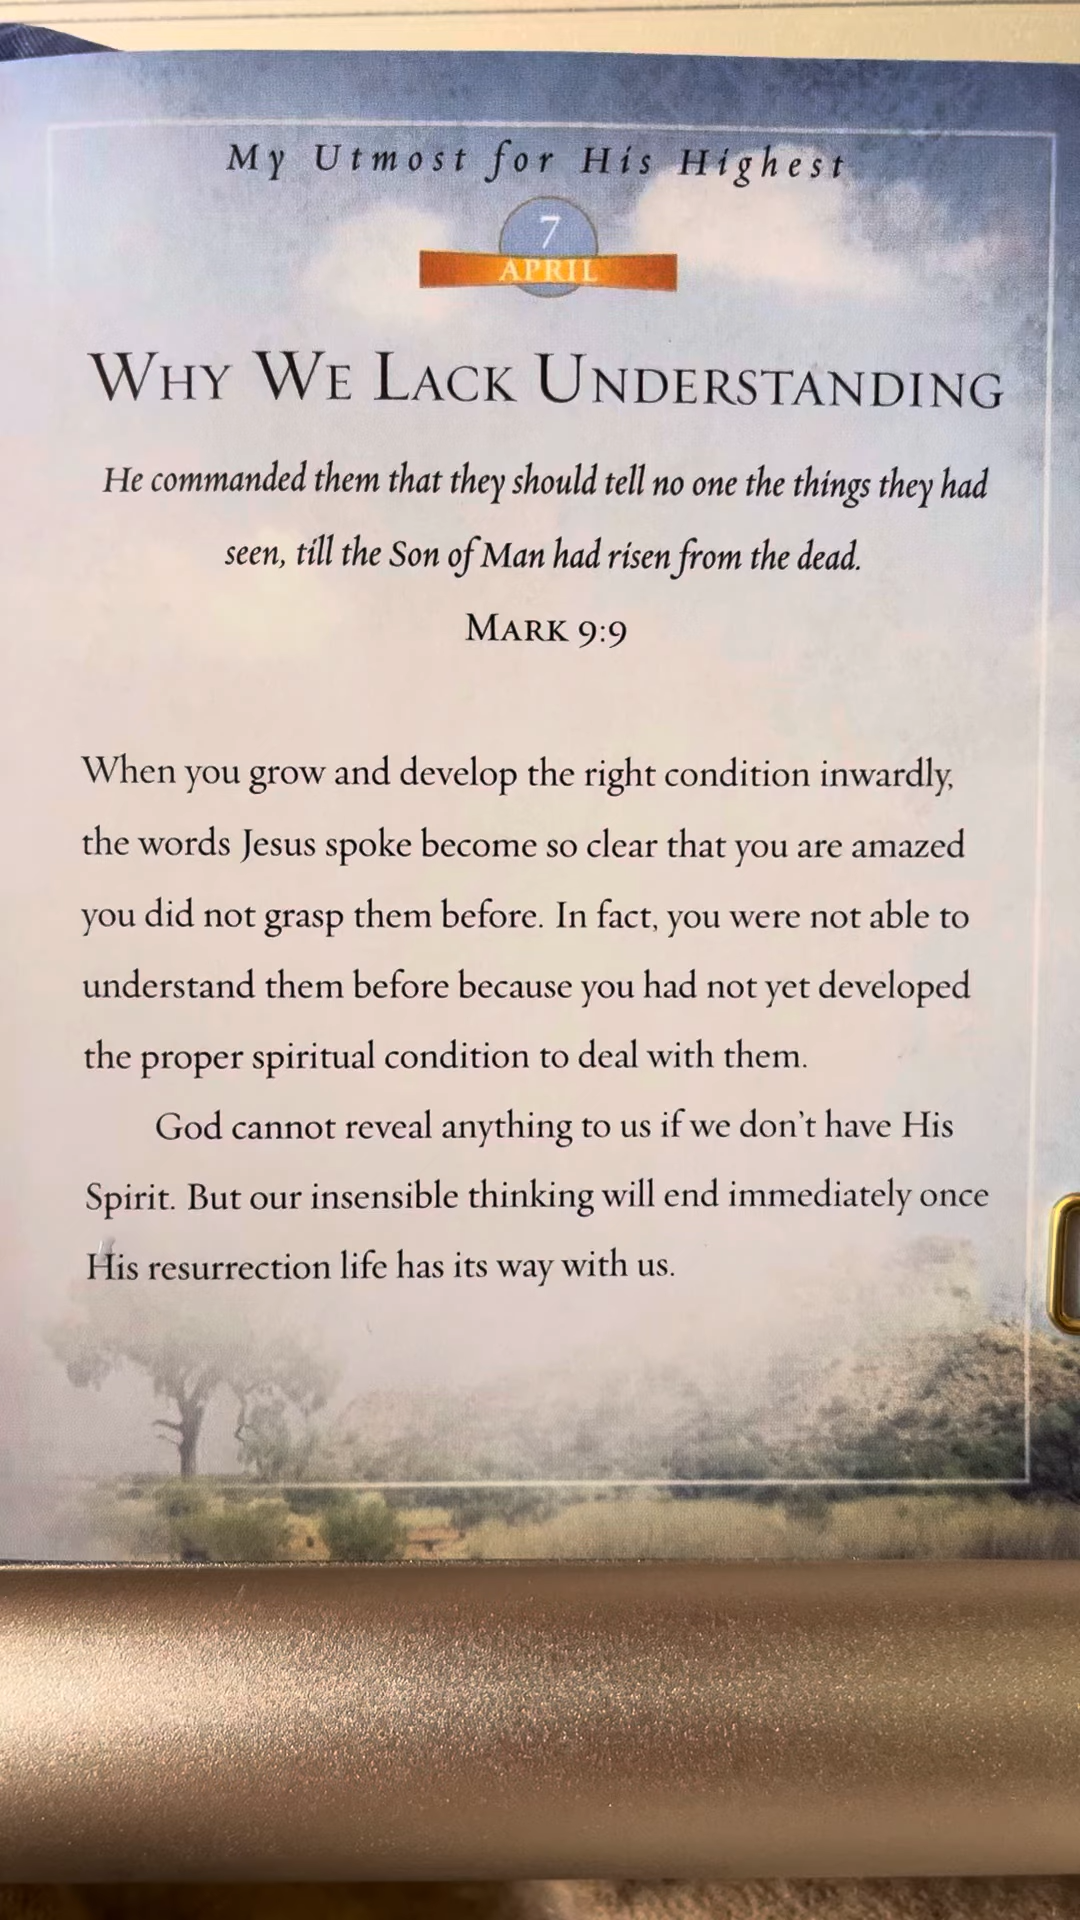 My Utmost for His Highest
7
APRIL
WHY WE LACK UNDERSTANDING
He commanded them that they should tell no one the things they had
seen, till the Son of Man had risen from the dead.
MARK 9:9
When you grow and develop the right condition inwardly,
the words Jesus spoke become so clear that you are amazed
you did not grasp them before. In fact, you were not able to
understand them before because you had not yet developed
the proper spiritual condition to deal with them.
God cannot reveal anything to us if we don't have His
Spirit. But our insensible thinking will end immediately once
His resurrection life has its way with us.